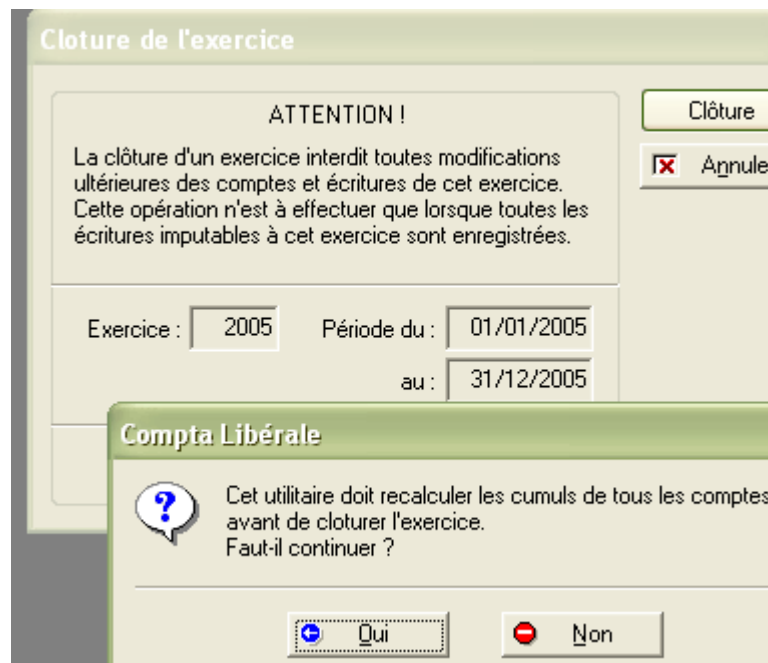 Cloture de l'exercice
ATTENTION !
Clôture
La clôture d'un exercice interdit toutes modifications
ultérieures des comptes et écritures de cet exercice.
Cette opération n'est à effectuer que lorsque toutes les
écritures imputables à cet exercice sont enregistrées.
Annule
Exercice : 2005 Période du : 01/01/2005
au : 31/12/2005
Compta Libérale
Cet utilitaire doit recalculer les cumuls de tous les comptes
avant de cloturer l'exercice.
Faut-il continuer ?
Oui Non